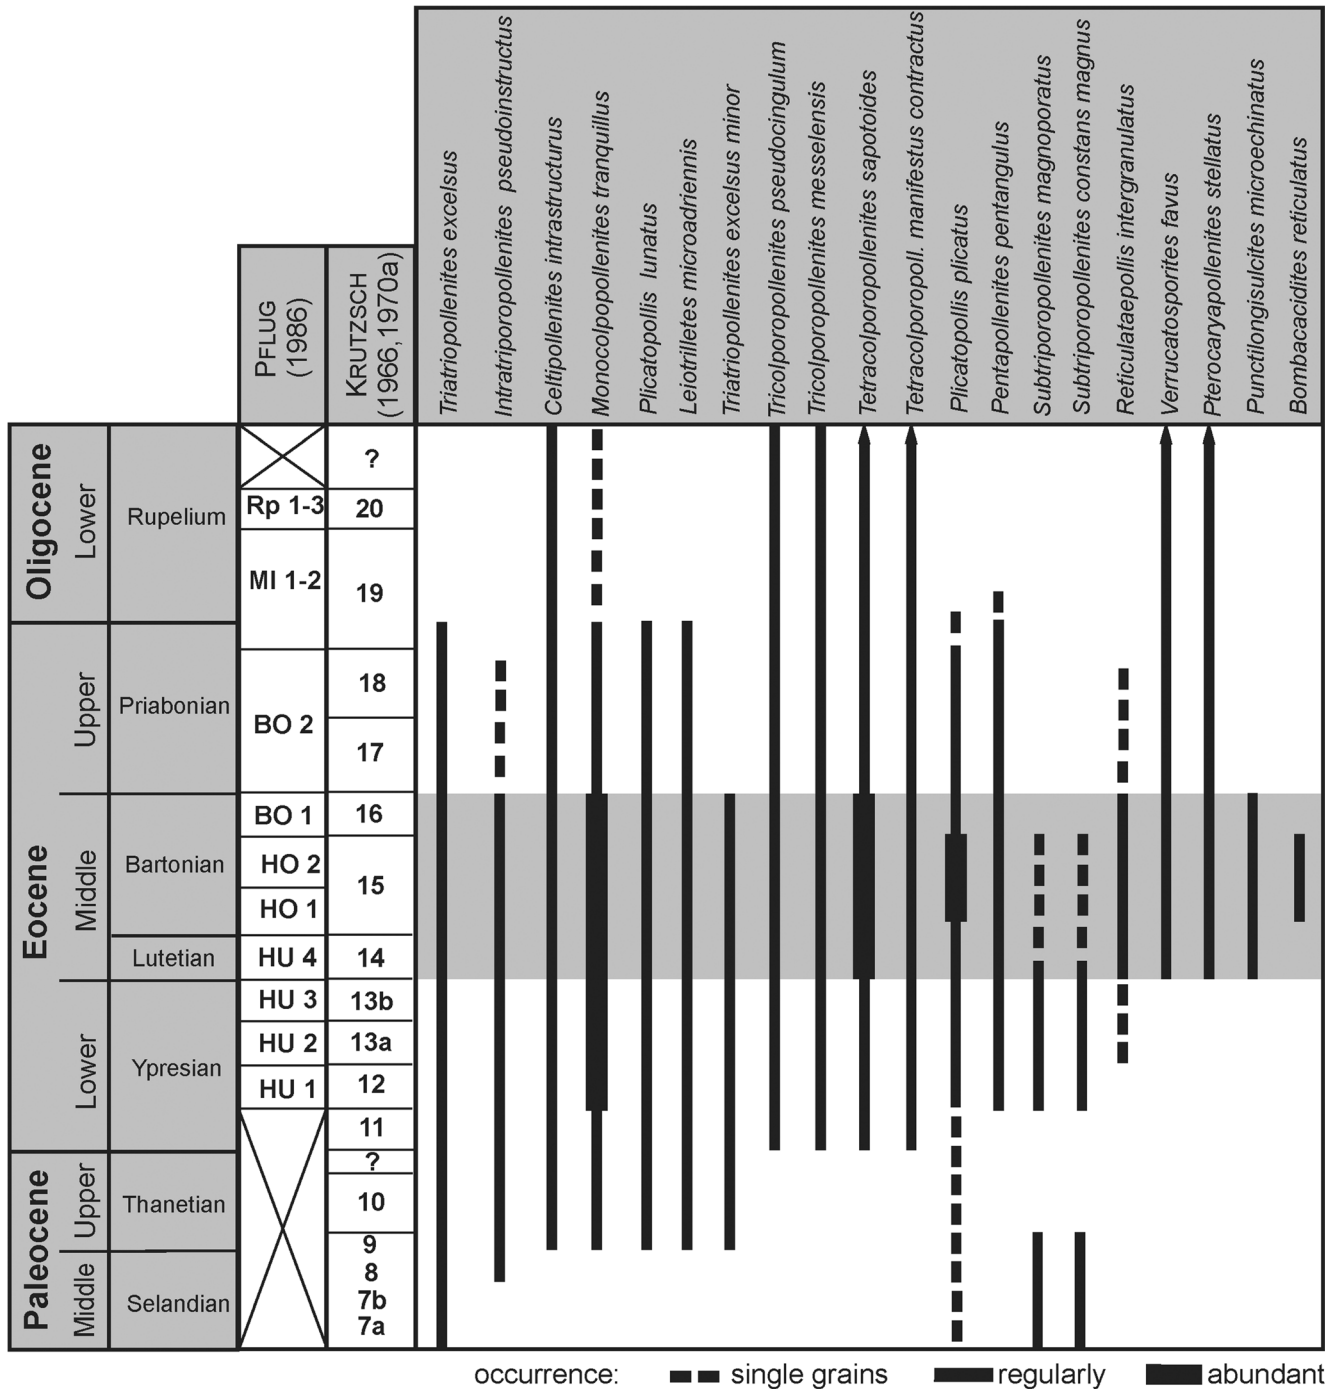 Triatriopollenites excelsus
Intratriporopollenites pseudoinstructus
Celtipollenites intrastructurus
Monocolpopollenites tranquillus
Plicatopollis lunatus
Leiotrilletes microadriennis
Triatriopollenites excelsus minor
Tricolporopollenites pseudocingulum
Tricolporopollenites messelensis
Tetracolporopollenites sapotoides
Tetracolporopoll. manifestus contractus
Plicatopollis plicatus
Pentapollenites pentangulus
Subtriporopollenites magnoporatus
Subtriporopollenites constans magnus
Reticulataepollis intergranulatus
Verrucatosporites favus
Pterocaryapollenites stellatus
Punctilongisulcites microechinatus
Bombacacidites reticulatus
PFLUG
(1986)
KRUTZSCH
(1966,1970a)
Oligocene
Lower
Rupelium
?
Rp 1-3
20
MI 1-2
19
Eocene
Upper
Priabonian
BO 2
18
17
Middle
Bartonian
BO 1
16
HO 2
15
HO 1
Lutetian
HU 4
14
Lower
Ypresian
HU 3
13b
HU 2
13a
HU 1
12
11
Paleocene
Upper
Thanetian
?
10
9
Middle
Selandian
8
7b
7a
occurrence: single grains regularly abundant